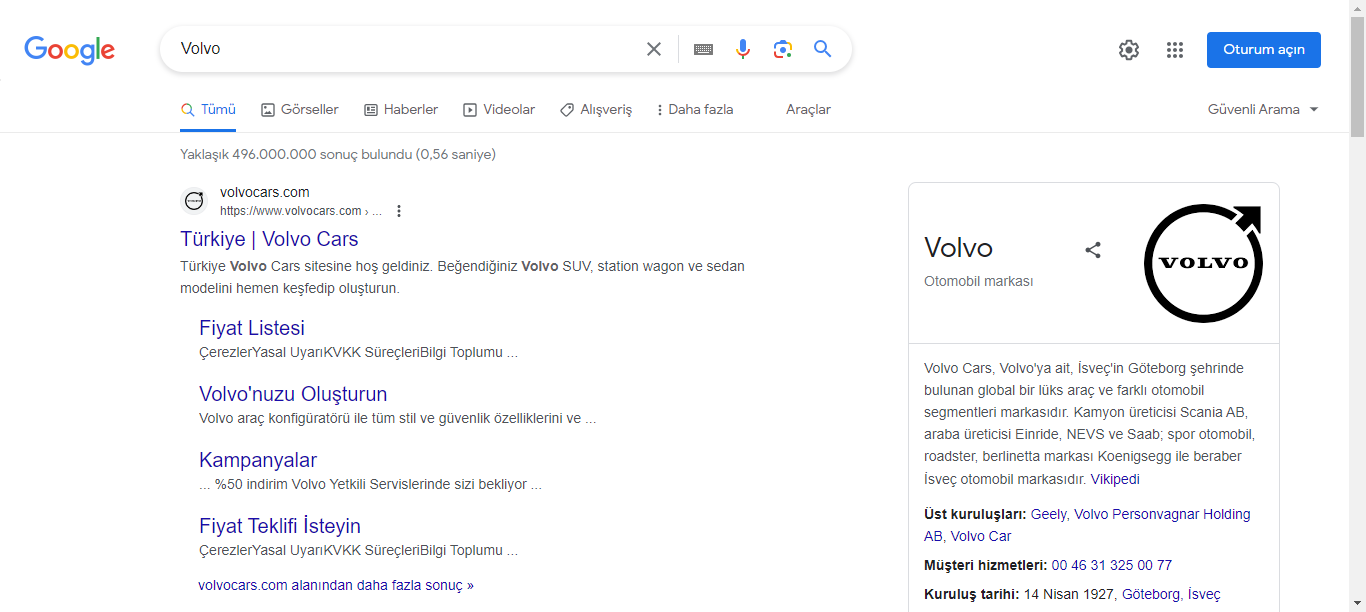 Google
Volvo
Oturum açın
Tümü
Görseller
Haberler
Videolar
Alışveriş
Daha fazla
Araçlar
Güvenli Arama
Yaklaşık 496.000.000 sonuç bulundu (0,56 saniye)
volvocars.com
https://www.volvocars.com › ...
Türkiye | Volvo Cars
Türkiye Volvo Cars sitesine hoş geldiniz. Beğendiğiniz Volvo SUV, station wagon ve sedan
modelini hemen keşfedip oluşturun.
Fiyat Listesi
ÇerezlerYasal UyarıKVKK SüreçleriBilgi Toplumu ...
Volvo'nuzu Oluşturun
Volvo araç konfigüratörü ile tüm stil ve güvenlik özelliklerini ve ...
Kampanyalar
... %50 indirim Volvo Yetkili Servislerinde sizi bekliyor ...
Fiyat Teklifi İsteyin
ÇerezlerYasal UyarıKVKK SüreçleriBilgi Toplumu ...
volvocars.com alanından daha fazla sonuç »
Volvo
Otomobil markası
VOLVO
Volvo Cars, Volvo'ya ait, İsveç'in Göteborg şehrinde
bulunan global bir lüks araç ve farklı otomobil
segmentleri markasıdır. Kamyon üreticisi Scania AB,
araba üreticisi Einride, NEVS ve Saab; spor otomobil,
roadster, berlinetta markası Koenigsegg ile beraber
İsveç otomobil markasıdır. Vikipedi
Üst kuruluşları: Geely, Volvo Personvagnar Holding
AB, Volvo Car
Müşteri hizmetleri: 00 46 31 325 00 77
Kuruluş tarihi: 14 Nisan 1927, Göteborg, İsveç